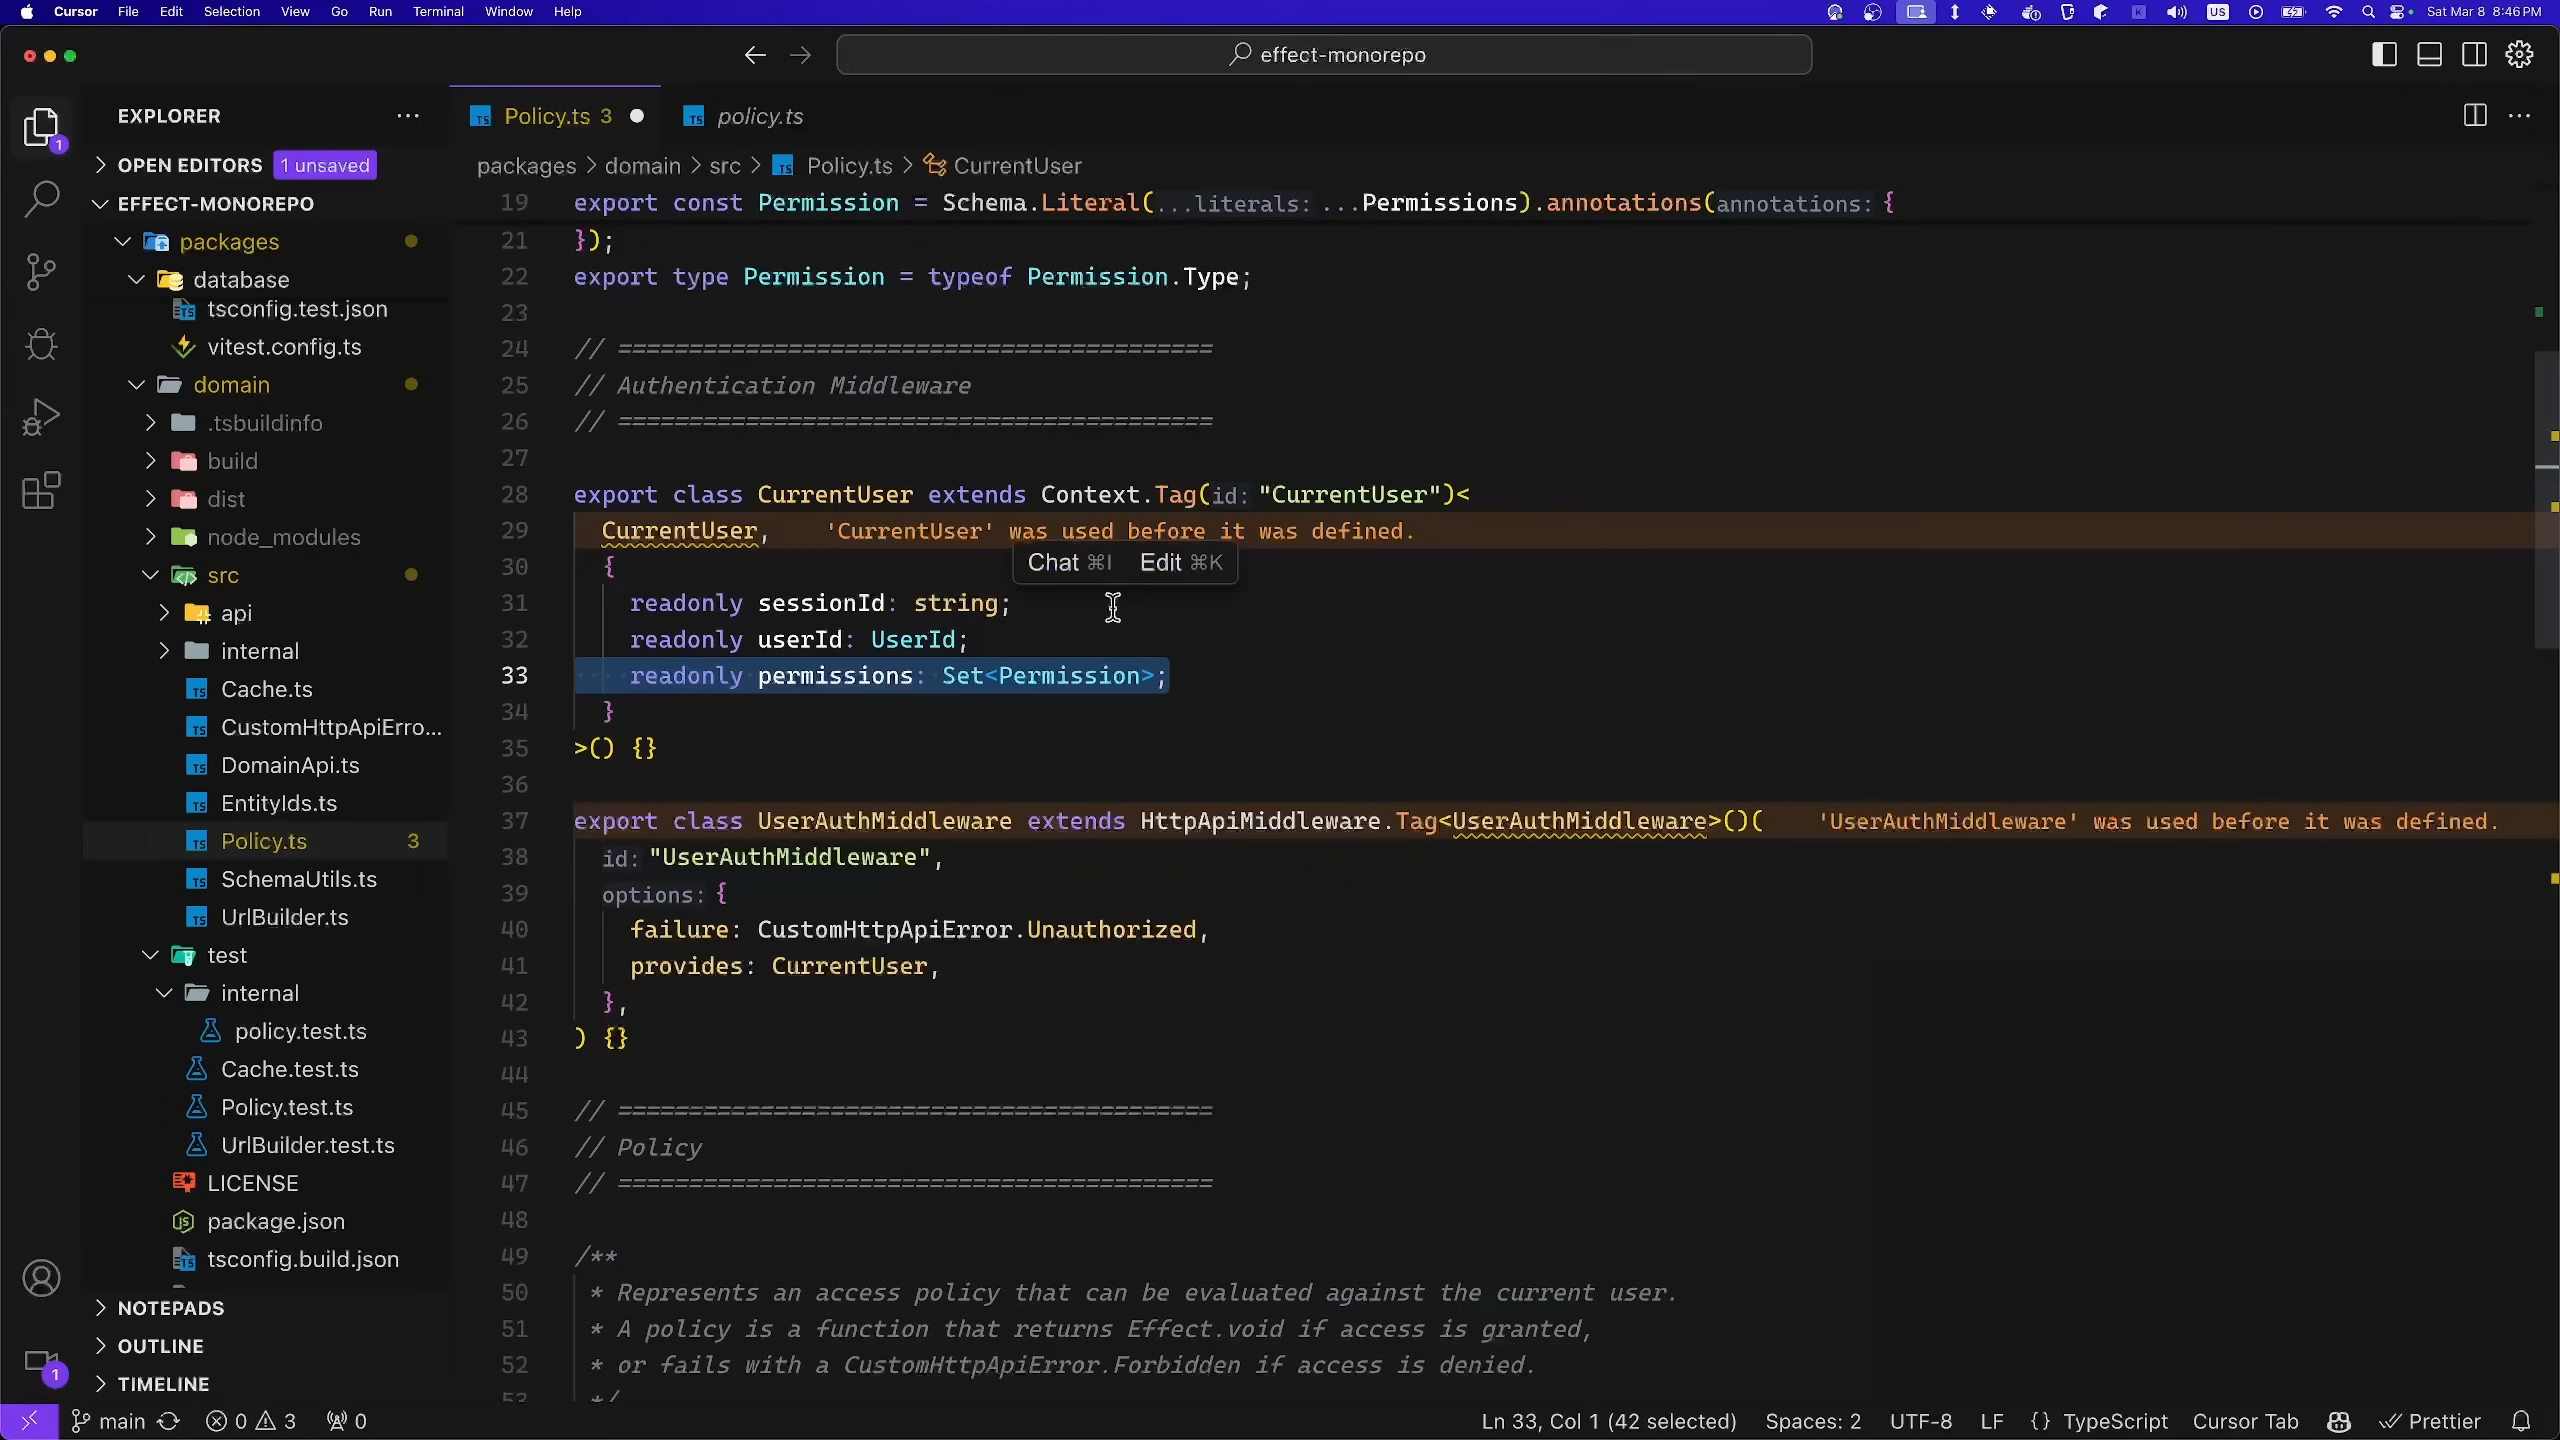 Cursor File Edit Selection View Go Run Terminal Window Help
US Sat Mar 8 8:46 PM
effect-monorepo
EXPLORER
OPEN EDITORS 1 unsaved
EFFECT-MONOREPO
packages
database
tsconfig.test.json
vitest.config.ts
domain
.tsbuildinfo
build
dist
node_modules
src
api
internal
Cache.ts
CustomHttpApiErro...
DomainApi.ts
EntityIds.ts
Policy.ts 3
SchemaUtils.ts
UrlBuilder.ts
test
internal
policy.test.ts
Cache.test.ts
Policy.test.ts
UrlBuilder.test.ts
LICENSE
package.json
tsconfig.build.json
NOTEPADS
OUTLINE
TIMELINE
Policy.ts 3
policy.ts
packages > domain > src > Policy.ts > CurrentUser
19 export const Permission = Schema.Literal(...literals: ...Permissions).annotations(annotations: {
21 });
22 export type Permission = typeof Permission.Type;
23
24 // ==========================================
25 // Authentication Middleware
26 // ==========================================
27
28 export class CurrentUser extends Context.Tag(id: "CurrentUser")<
29 CurrentUser, 'CurrentUser' was used before it was defined.
Chat ⌘I Edit ⌘K
30 {
31 readonly sessionId: string;
32 readonly userId: UserId;
33 readonly permissions: Set<Permission>;
34 }
35 >() {}
36
37 export class UserAuthMiddleware extends HttpApiMiddleware.Tag<UserAuthMiddleware>()( 'UserAuthMiddleware' was used before it was defined.
38 id: "UserAuthMiddleware",
39 options: {
40 failure: CustomHttpApiError.Unauthorized,
41 provides: CurrentUser,
42 },
43 ) {}
44
45 // ==========================================
46 // Policy
47 // ==========================================
48
49 /**
50 * Represents an access policy that can be evaluated against the current user.
51 * A policy is a function that returns Effect.void if access is granted,
52 * or fails with a CustomHttpApiError.Forbidden if access is denied.
53 */
main 0 3 0
Ln 33, Col 1 (42 selected) Spaces: 2 UTF-8 LF {} TypeScript Cursor Tab Prettier